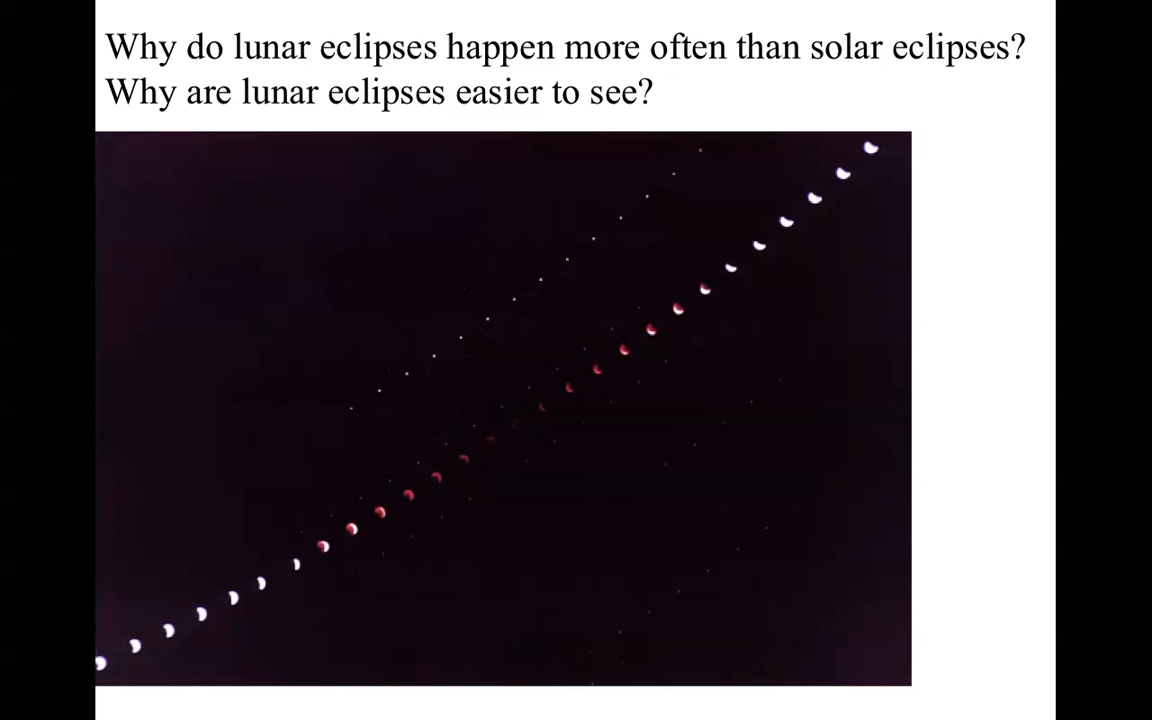 Why do lunar eclipses happen more often than solar eclipses?
Why are lunar eclipses easier to see?